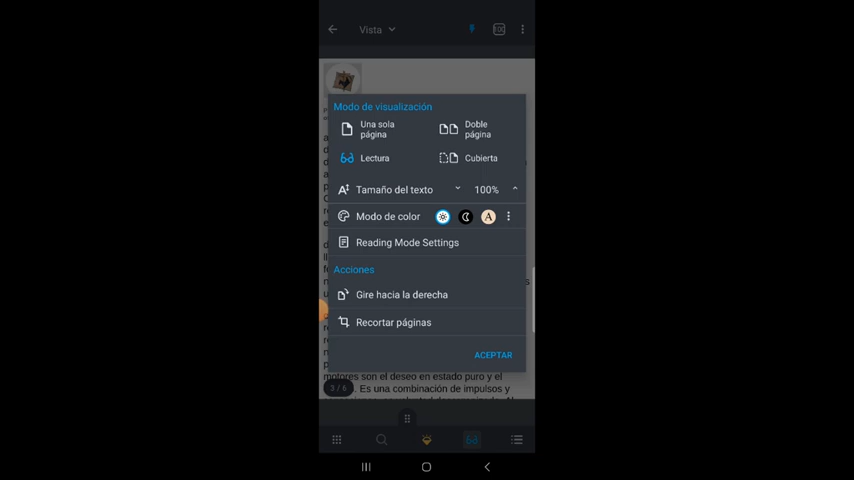 Vista
100
Modo de visualización
Una sola página
Doble página
Lectura
Cubierta
Tamaño del texto 100%
Modo de color A
Reading Mode Settings
Acciones
Gire hacia la derecha
Recortar páginas
ACEPTAR
motores son el deseo en estado puro y el
3 / 6 . Es una combinación de impulsos y